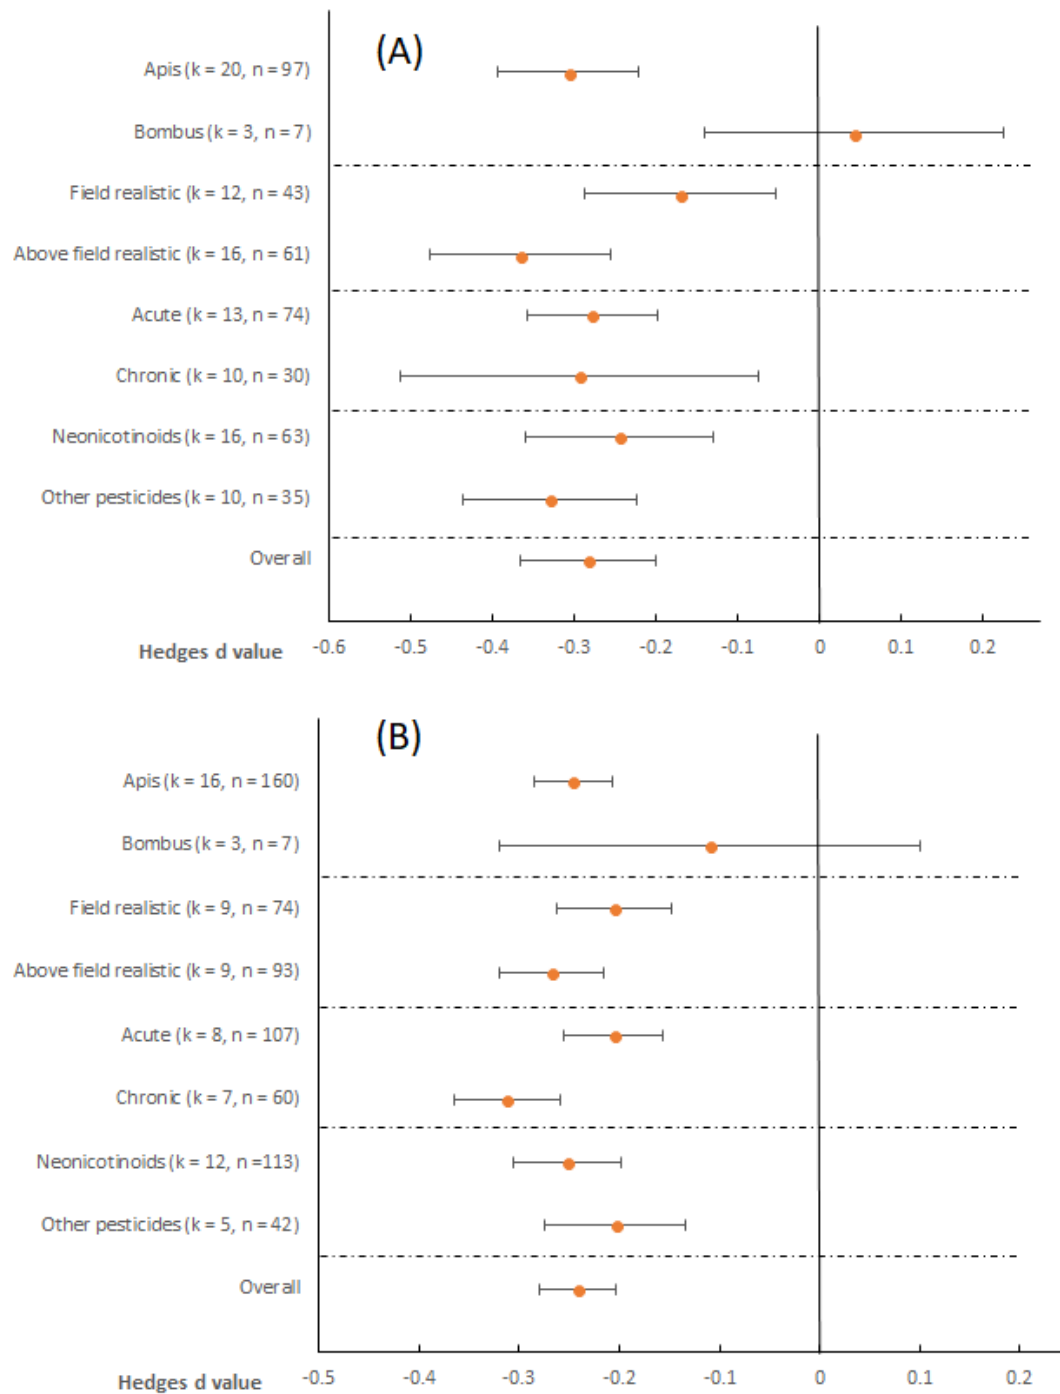 (A)
Apis (k = 20, n = 97)
Bombus (k = 3, n = 7)
Field realistic (k = 12, n = 43)
Above field realistic (k = 16, n = 61)
Acute (k = 13, n = 74)
Chronic (k = 10, n = 30)
Neonicotinoids (k = 16, n = 63)
Other pesticides (k = 10, n = 35)
Overall
Hedges d value -0.6 -0.5 -0.4 -0.3 -0.2 -0.1 0 0.1 0.2
(B)
Apis (k = 16, n = 160)
Bombus (k = 3, n = 7)
Field realistic (k = 9, n = 74)
Above field realistic (k = 9, n = 93)
Acute (k = 8, n = 107)
Chronic (k = 7, n = 60)
Neonicotinoids (k = 12, n =113)
Other pesticides (k = 5, n = 42)
Overall
Hedges d value -0.5 -0.4 -0.3 -0.2 -0.1 0 0.1 0.2